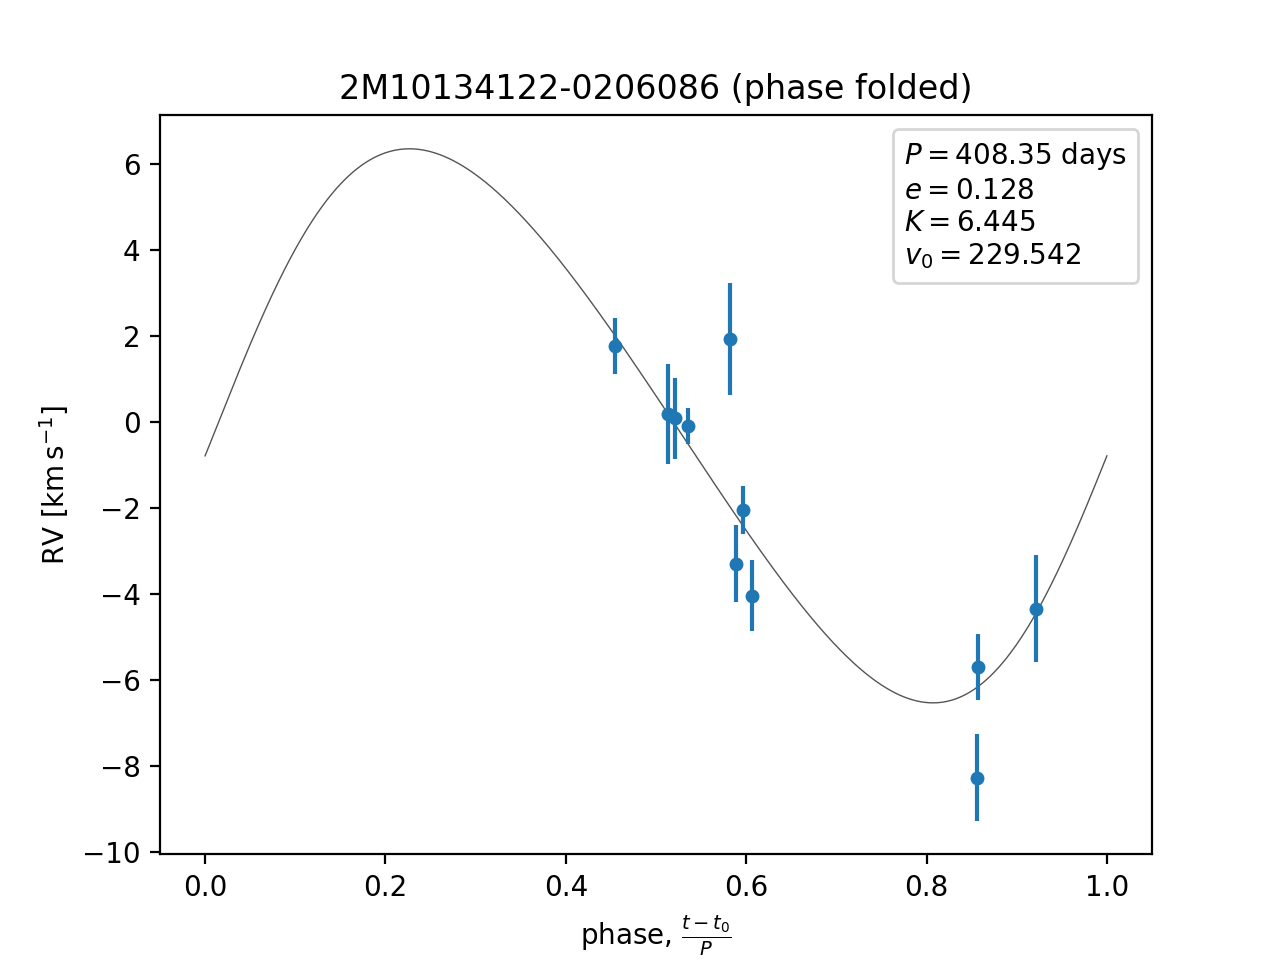 2M10134122-0206086 (phase folded)
P = 408.35 days
e = 0.128
K = 6.445
v₀ = 229.542
6
4
2
0
−2
−4
−6
−8
−10
RV [km s⁻¹]
0.0 0.2 0.4 0.6 0.8 1.0
phase, (t − t₀)/P